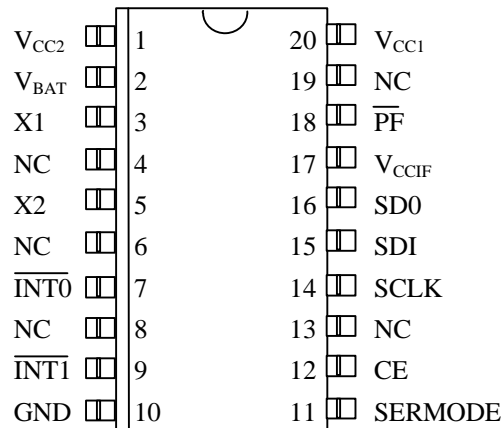 VCC2 1 20 VCC1
VBAT 2 19 NC
X1 3 18 PF
NC 4 17 VCCIF
X2 5 16 SD0
NC 6 15 SDI
INT0 7 14 SCLK
NC 8 13 NC
INT1 9 12 CE
GND 10 11 SERMODE